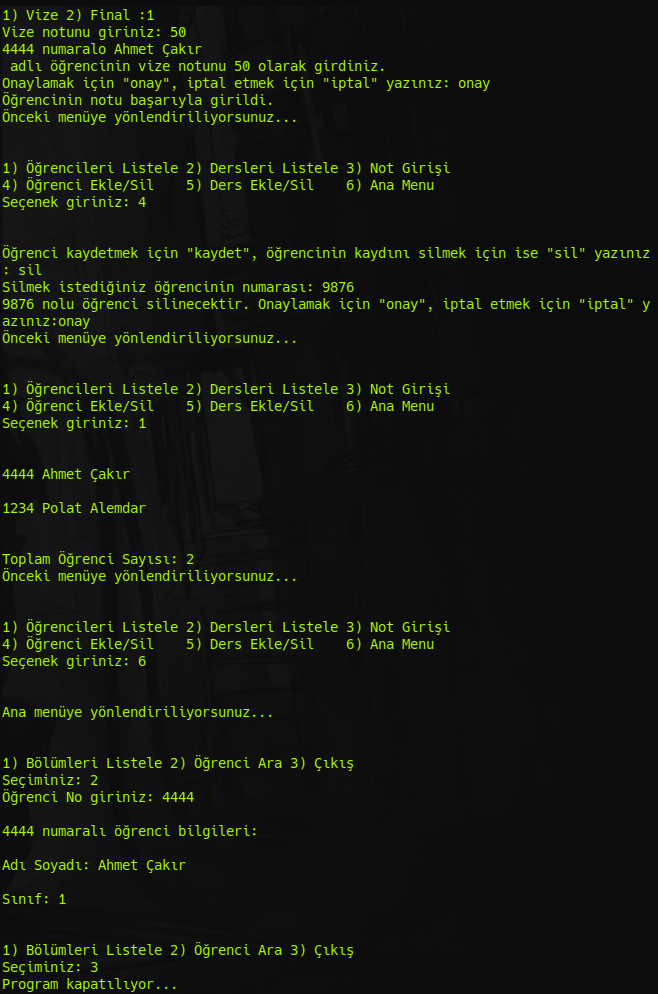 1) Vize 2) Final :1
Vize notunu giriniz: 50
4444 numaralo Ahmet Çakır
adlı öğrencinin vize notunu 50 olarak girdiniz.
Onaylamak için "onay", iptal etmek için "iptal" yazınız: onay
Öğrencinin notu başarıyla girildi.
Önceki menüye yönlendiriliyorsunuz...
1) Öğrencileri Listele 2) Dersleri Listele 3) Not Girişi
4) Öğrenci Ekle/Sil    5) Ders Ekle/Sil    6) Ana Menu
Seçenek giriniz: 4
Öğrenci kaydetmek için "kaydet", öğrencinin kaydını silmek için ise "sil" yazınız
: sil
Silmek istediğiniz öğrencinin numarası: 9876
9876 nolu öğrenci silinecektir. Onaylamak için "onay", iptal etmek için "iptal" y
azınız:onay
Önceki menüye yönlendiriliyorsunuz...
1) Öğrencileri Listele 2) Dersleri Listele 3) Not Girişi
4) Öğrenci Ekle/Sil    5) Ders Ekle/Sil    6) Ana Menu
Seçenek giriniz: 1
4444 Ahmet Çakır
1234 Polat Alemdar
Toplam Öğrenci Sayısı: 2
Önceki menüye yönlendiriliyorsunuz...
1) Öğrencileri Listele 2) Dersleri Listele 3) Not Girişi
4) Öğrenci Ekle/Sil    5) Ders Ekle/Sil    6) Ana Menu
Seçenek giriniz: 6
Ana menüye yönlendiriliyorsunuz...
1) Bölümleri Listele 2) Öğrenci Ara 3) Çıkış
Seçiminiz: 2
Öğrenci No giriniz: 4444
4444 numaralı öğrenci bilgileri:
Adı Soyadı: Ahmet Çakır
Sınıf: 1
1) Bölümleri Listele 2) Öğrenci Ara 3) Çıkış
Seçiminiz: 3
Program kapatılıyor...